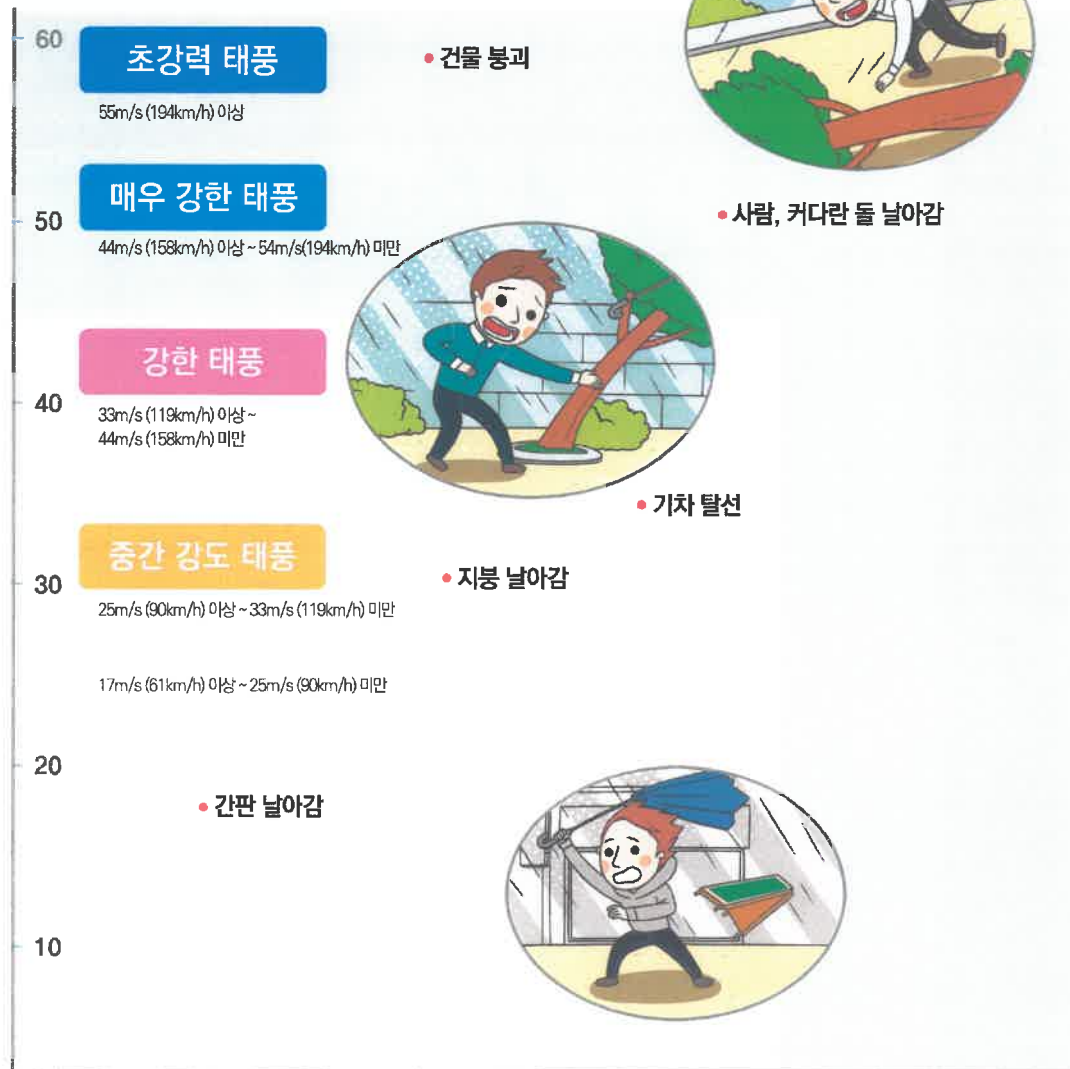 60
초강력 태풍
• 건물 붕괴
55m/s (194km/h) 이상
매우 강한 태풍
50
• 사람, 커다란 돌 날아감
44m/s (158km/h) 이상 ~ 54m/s(194km/h) 미만
강한 태풍
40
33m/s (119km/h) 이상 ~
44m/s (158km/h) 미만
• 기차 탈선
중간 강도 태풍
30
• 지붕 날아감
25m/s (90km/h) 이상 ~ 33m/s (119km/h) 미만
17m/s (61km/h) 이상 ~ 25m/s (90km/h) 미만
20
• 간판 날아감
10